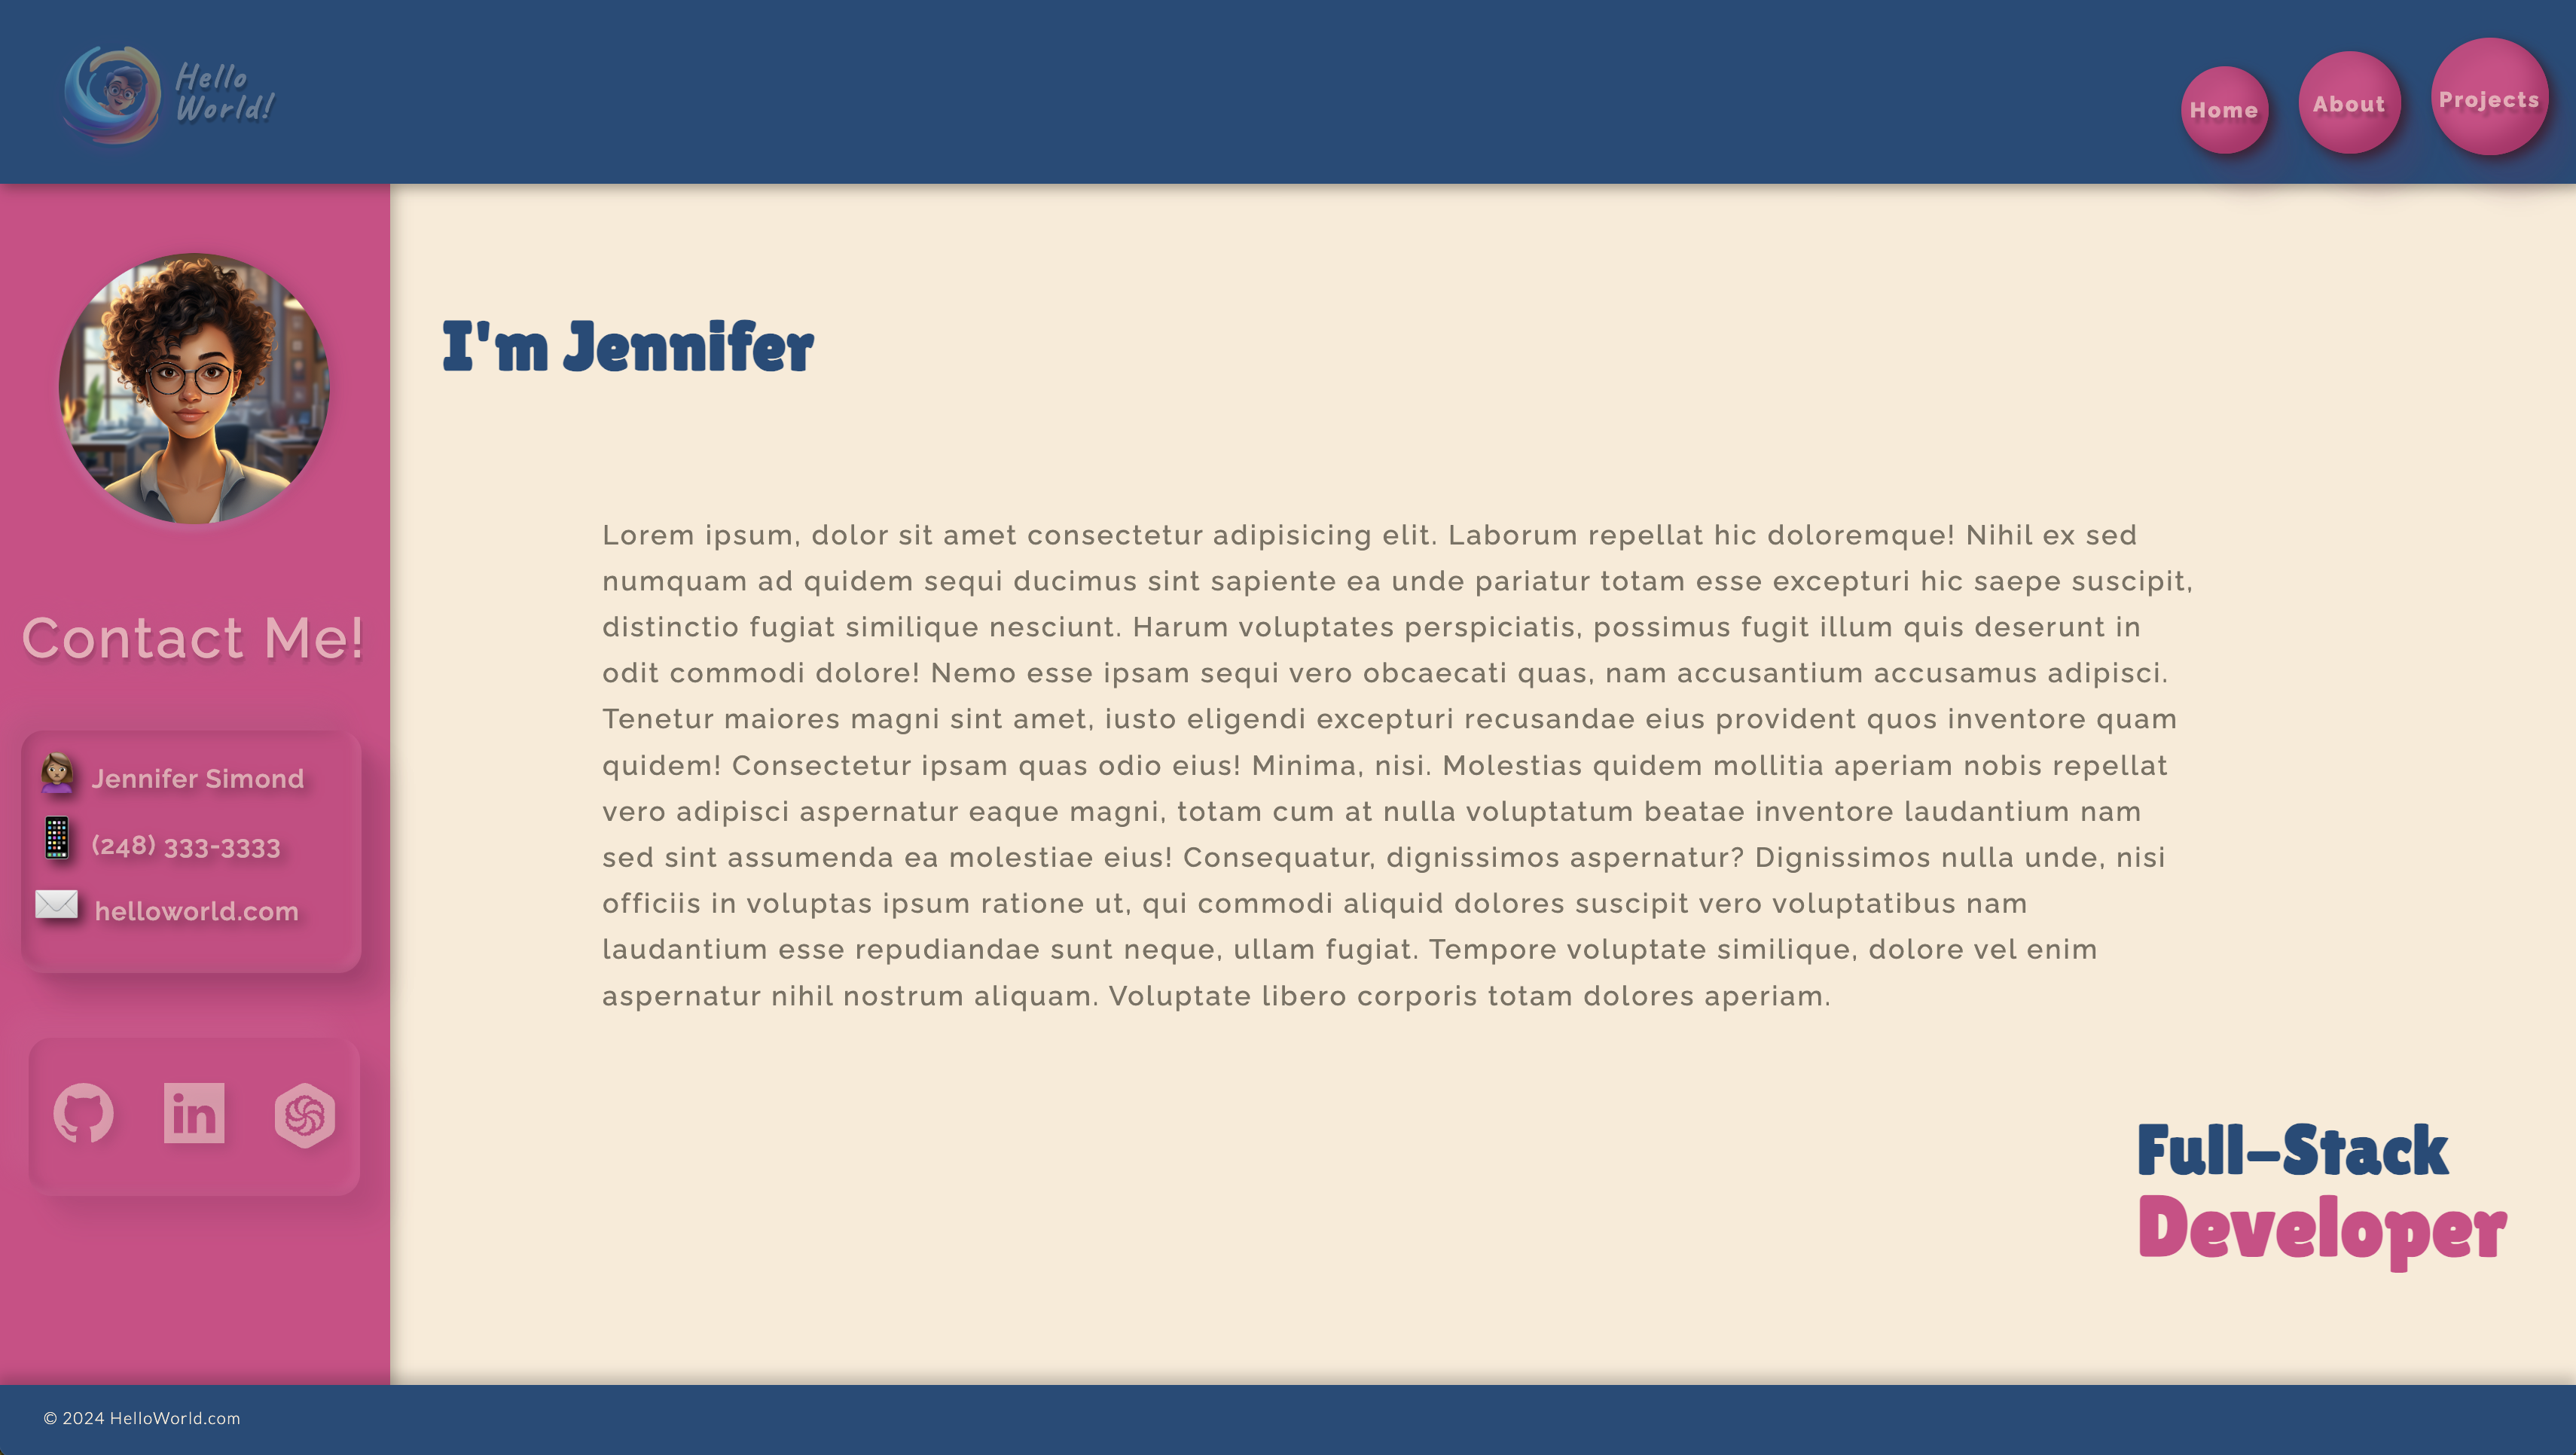 Hello
World!
Home
About
Projects
Contact Me!
Jennifer Simond
(248) 333-3333
helloworld.com
in
I'm Jennifer
Lorem ipsum, dolor sit amet consectetur adipisicing elit. Laborum repellat hic doloremque! Nihil ex sed
numquam ad quidem sequi ducimus sint sapiente ea unde pariatur totam esse excepturi hic saepe suscipit,
distinctio fugiat similique nesciunt. Harum voluptates perspiciatis, possimus fugit illum quis deserunt in
odit commodi dolore! Nemo esse ipsam sequi vero obcaecati quas, nam accusantium accusamus adipisci.
Tenetur maiores magni sint amet, iusto eligendi excepturi recusandae eius provident quos inventore quam
quidem! Consectetur ipsam quas odio eius! Minima, nisi. Molestias quidem mollitia aperiam nobis repellat
vero adipisci aspernatur eaque magni, totam cum at nulla voluptatum beatae inventore laudantium nam
sed sint assumenda ea molestiae eius! Consequatur, dignissimos aspernatur? Dignissimos nulla unde, nisi
officiis in voluptas ipsum ratione ut, qui commodi aliquid dolores suscipit vero voluptatibus nam
laudantium esse repudiandae sunt neque, ullam fugiat. Tempore voluptate similique, dolore vel enim
aspernatur nihil nostrum aliquam. Voluptate libero corporis totam dolores aperiam.
Full-Stack
Developer
© 2024 HelloWorld.com